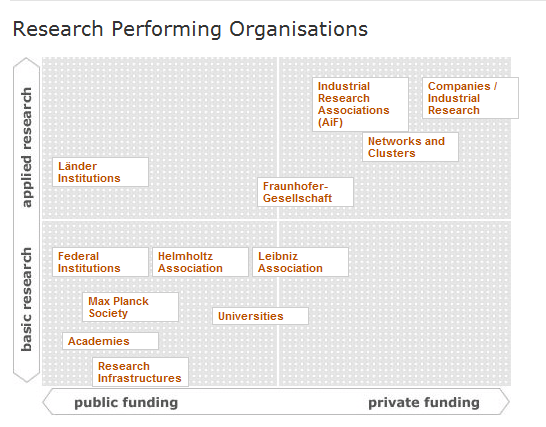 Research Performing Organisations
applied research
basic research
Industrial
Research
Associations
(AiF)
Companies /
Industrial
Research
Networks and
Clusters
Länder
Institutions
Fraunhofer-
Gesellschaft
Federal
Institutions
Helmholtz
Association
Leibniz
Association
Max Planck
Society
Universities
Academies
Research
Infrastructures
public funding
private funding